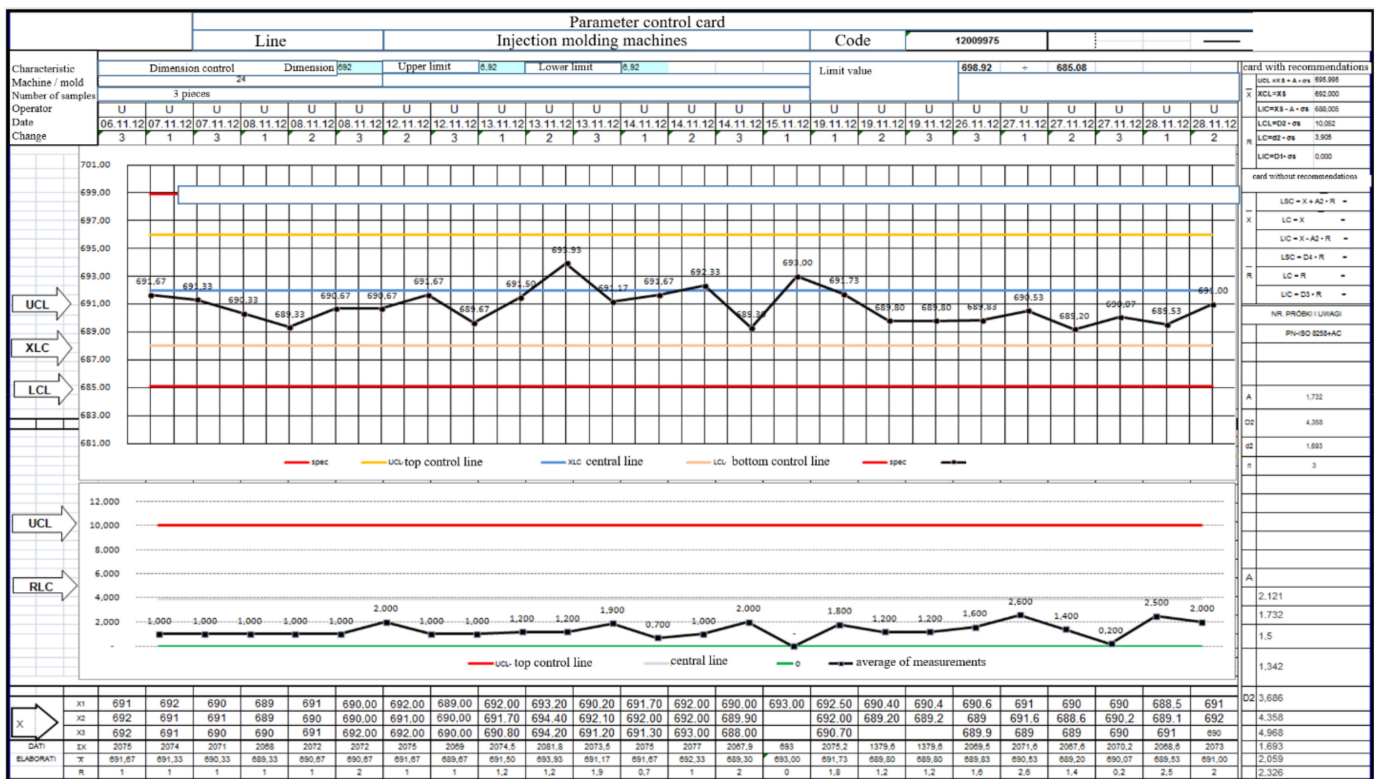 Parameter control card
Line Injection molding machines Code 12009975
Characteristic Dimension control Dimension 692 Upper limit 6,92 Lower limit 6,92 Limit value 698.92 ÷ 685.08 card with recommendations
Machine / mold 24
Number of samples 3 pieces
Operator U U U U U U U U U U U U U U U U U U U U U U U U
Date 06.11.12 07.11.12 07.11.12 08.11.12 08.11.12 08.11.12 12.11.12 12.11.12 13.11.12 13.11.12 13.11.12 14.11.12 14.11.12 14.11.12 15.11.12 19.11.12 19.11.12 19.11.12 26.11.12 27.11.12 27.11.12 27.11.12 28.11.12 28.11.12
Change 3 1 3 1 2 3 2 3 1 2 3 1 2 3 1 1 2 3 3 1 2 3 1 2
X
XCL=XS 692,000
R
0,000
card without recommendations
X
LSC = X + A2 • R =
LC = X =
LIC = X - A2 • R =
R
LSC = D4 • R =
LC = R =
LIC = D3 • R =
NR. PRÓBKI I UWAGI
A 1,732
D2
d2 1,693
n 3
UCL
XLC
LCL
701,00
699,00
697,00
695,00
693,00
691,00
689,00
687,00
685,00
683,00
681,00
691,67 691,33 690,33 689,33 690,67 690,67 691,67 689,67 691,50 693,93 691,17 691,67 692,33 693,00 691,73 689,80 689,80 689,83 690,53 689,20 690,07 689,53 691,00
spec UCL- top control line XLC central line LCL- bottom control line spec
UCL
RLC
12,000
10,000
8,000
6,000
4,000
2,000
-
1,000 1,000 1,000 1,000 1,000 2,000 1,000 1,000 1,200 1,200 1,900 0,700 1,000 2,000 - 1,800 1,200 1,200 1,600 2,600 1,400 0,200 2,500 2,000
UCL- top control line central line 0 average of measurements
A
2.121
1.732
1.5
1,342
D2 3,686
4,358
4,968
1.693
2.059
2.326
X
X1 691 692 690 689 691 690,00 692,00 689,00 692,00 693.20 690.20 691,70 692,00 690,00 693,00 692,50 690,40 690,4 690,6 691 690 690 688,5 691
X2 692 691 691 689 690 690,00 691,00 690,00 691.70 694.40 692,10 692,00 692,00 689,90 692,00 689,20 689,2 689 691,6 688,6 690,2 689,1 692
X3 692 691 690 690 691 692,00 692,00 690,00 690,80 694.20 691,20 691,30 693,00 688,00 690,70 689,9 689 689 690 691 690
DATI ΣX 2075 2074 2071 2068 2072 2072 2075 2069 2074,5 2081,8 2073,5 2075 2077 2067,9 693 2075,2 1379,6 1379,6 2069,5 2071,6 2067,6 2070,2 2068,6 2073
ELABORATI X 691,67 691,33 690,33 689,33 690,67 690,67 691,67 689,67 691,50 693,93 691,17 691,67 692,33 689,30 693,00 691,73 689,80 689,80 689,83 690,53 689,20 690,07 689,53 691,00
R 1 1 1 1 1 2 1 1 1,2 1,2 1,9 0,7 1 2 0 1,8 1,2 1,2 1,6 2,6 1,4 0,2 2,5 2